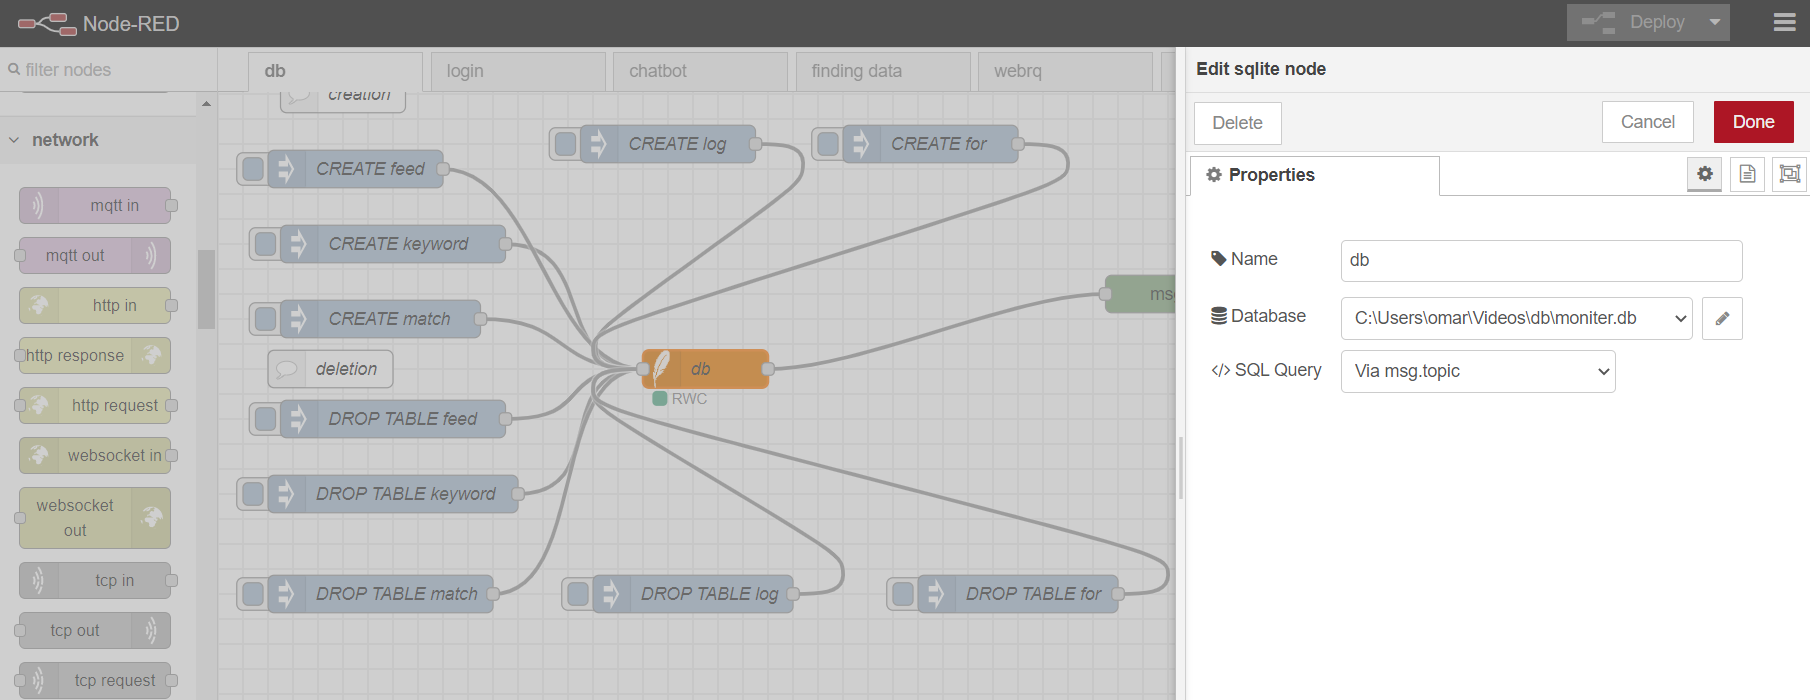 Node-RED
Deploy
filter nodes
db
login
chatbot
finding data
webrq
Edit sqlite node
Delete
Cancel
Done
Properties
Name
db
Database
C:\Users\omar\Videos\db\moniter.db
</> SQL Query
Via msg.topic
network
mqtt in
mqtt out
http in
http response
http request
websocket in
websocket
out
tcp in
tcp out
tcp request
creation
CREATE log
CREATE for
CREATE feed
CREATE keyword
CREATE match
deletion
db
RWC
DROP TABLE feed
DROP TABLE keyword
DROP TABLE match
DROP TABLE log
DROP TABLE for